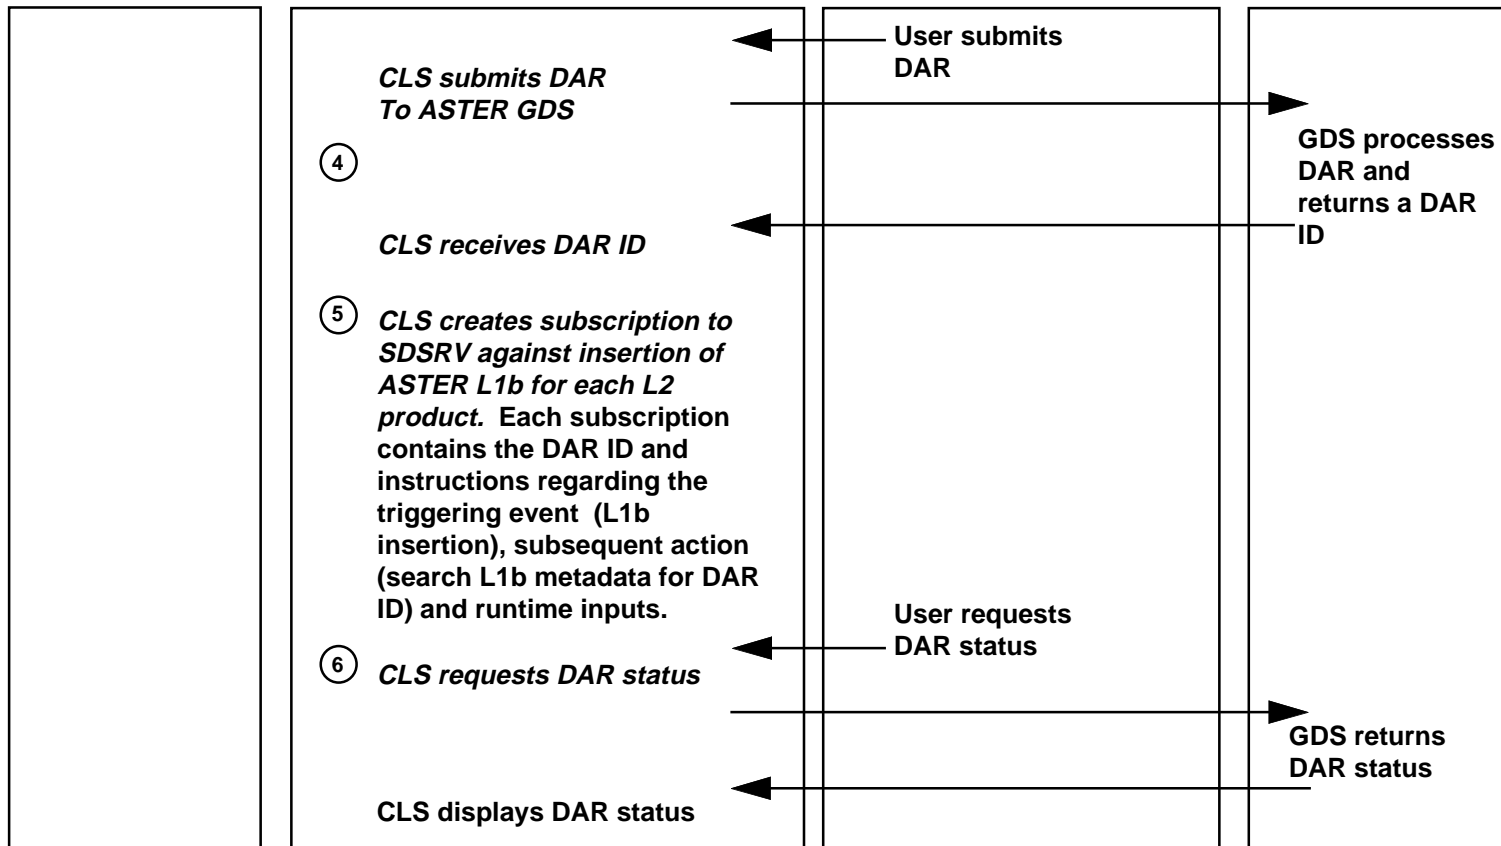 User submits
DAR
CLS submits DAR
To ASTER GDS
GDS processes
DAR and
returns a DAR
ID
4
CLS receives DAR ID
5
CLS creates subscription to
SDSRV against insertion of
ASTER L1b for each L2
product. Each subscription
contains the DAR ID and
instructions regarding the
triggering event (L1b
insertion), subsequent action
(search L1b metadata for DAR
ID) and runtime inputs.
User requests
DAR status
6
CLS requests DAR status
GDS returns
DAR status
CLS displays DAR status